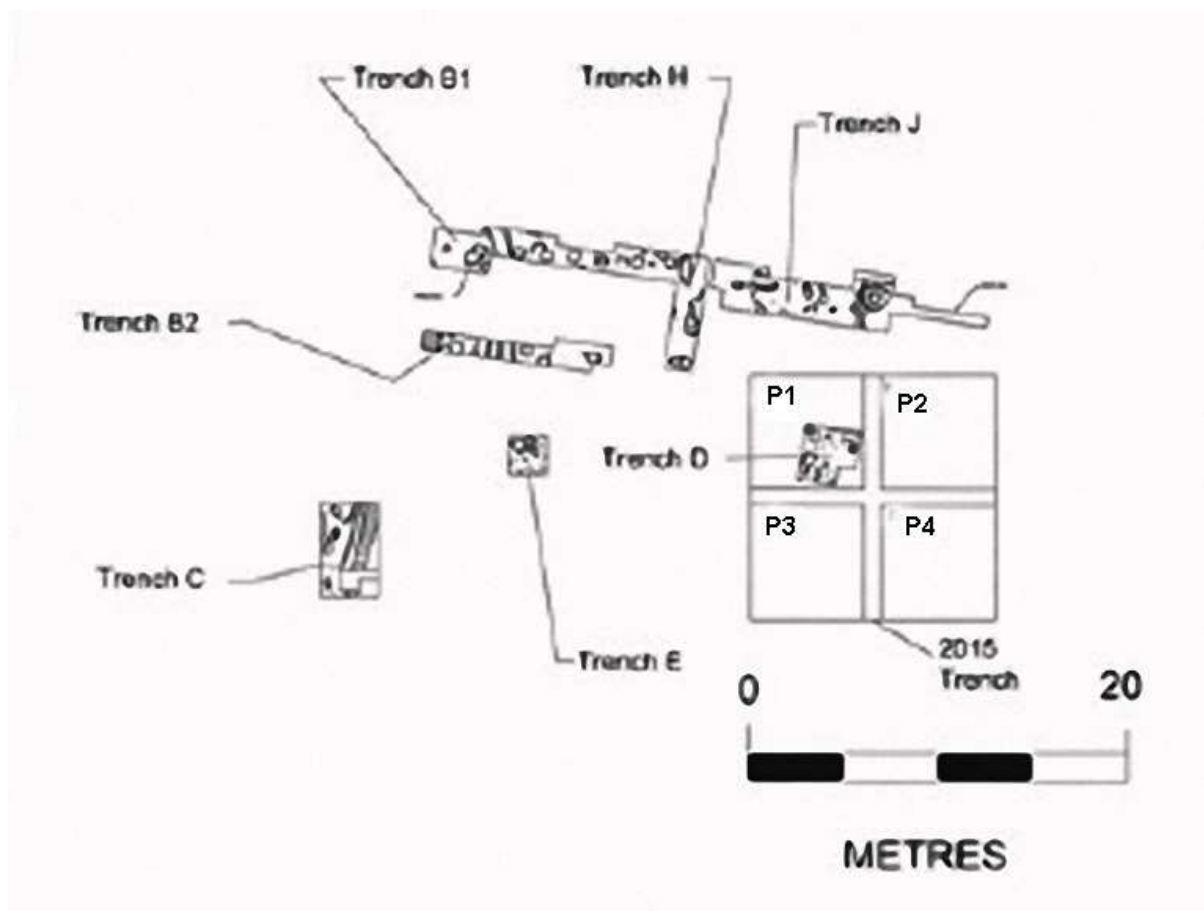 Trench B1
Trench H
Trench J
Trench B2
P1
P2
Trench D
P3
P4
Trench C
Trench E
2015
Trench
0
20
METRES